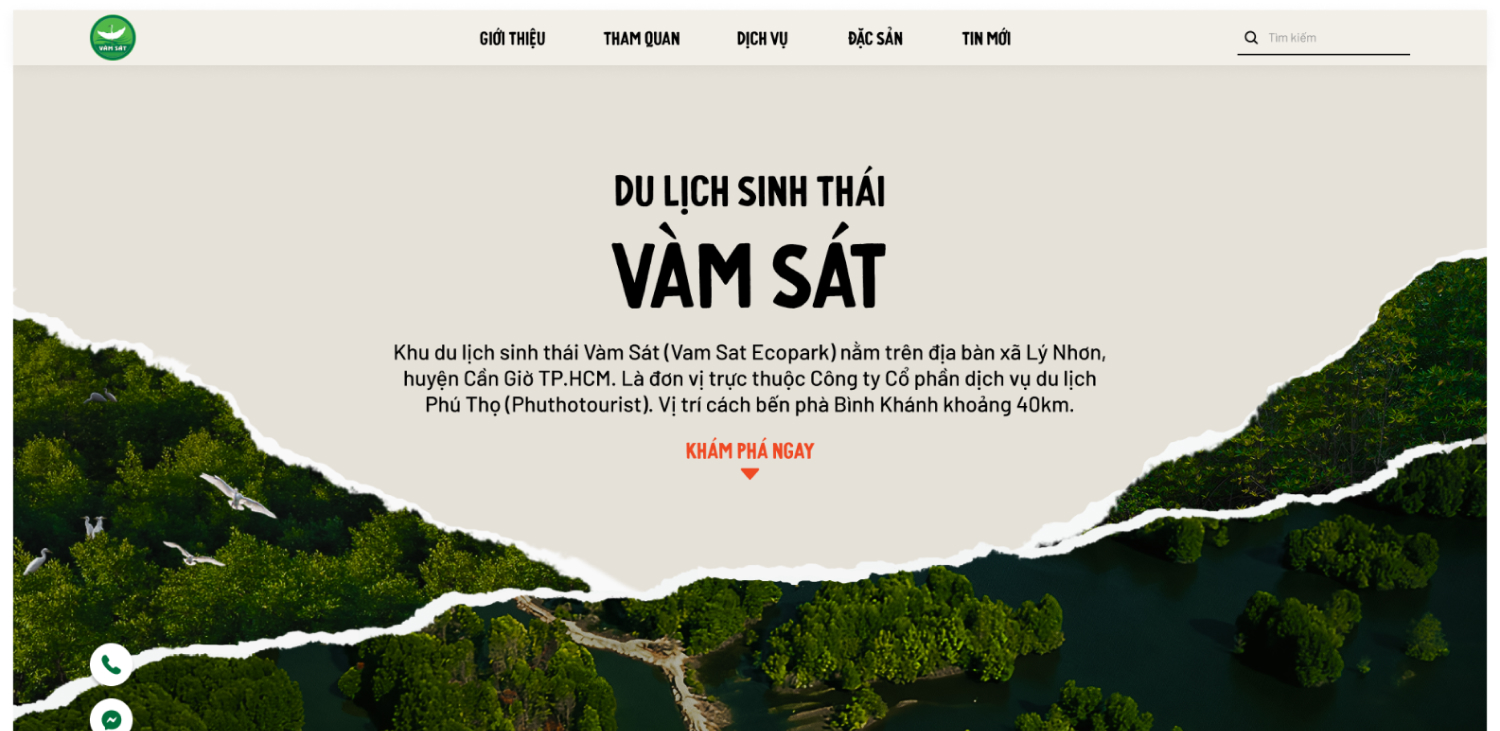 VÀM SÁT
GIỚI THIỆU
THAM QUAN
DỊCH VỤ
ĐẶC SẢN
TIN MỚI
Tìm kiếm
DU LỊCH SINH THÁI
VÀM SÁT
Khu du lịch sinh thái Vàm Sát (Vam Sat Ecopark) nằm trên địa bàn xã Lý Nhơn,
huyện Cần Giờ TP.HCM. Là đơn vị trực thuộc Công ty Cổ phần dịch vụ du lịch
Phú Thọ (Phuthotourist). Vị trí cách bến phà Bình Khánh khoảng 40km.
KHÁM PHÁ NGAY